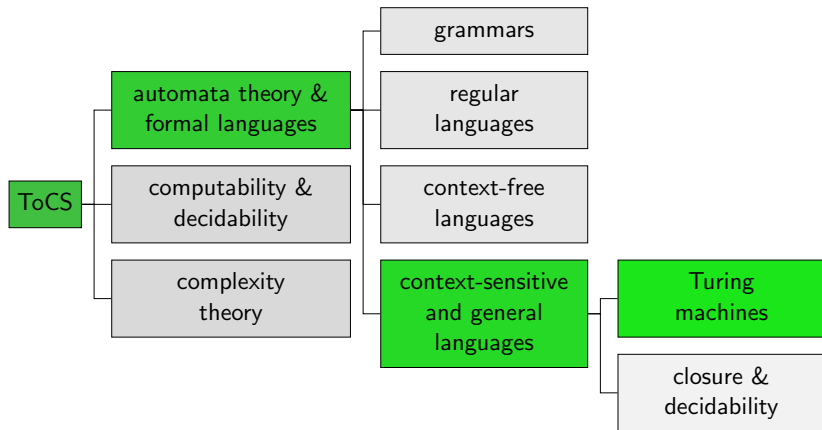 grammars
automata theory &
formal languages
regular
languages
ToCS
computability &
decidability
context-free
languages
complexity
theory
context-sensitive
and general
languages
Turing
machines
closure &
decidability